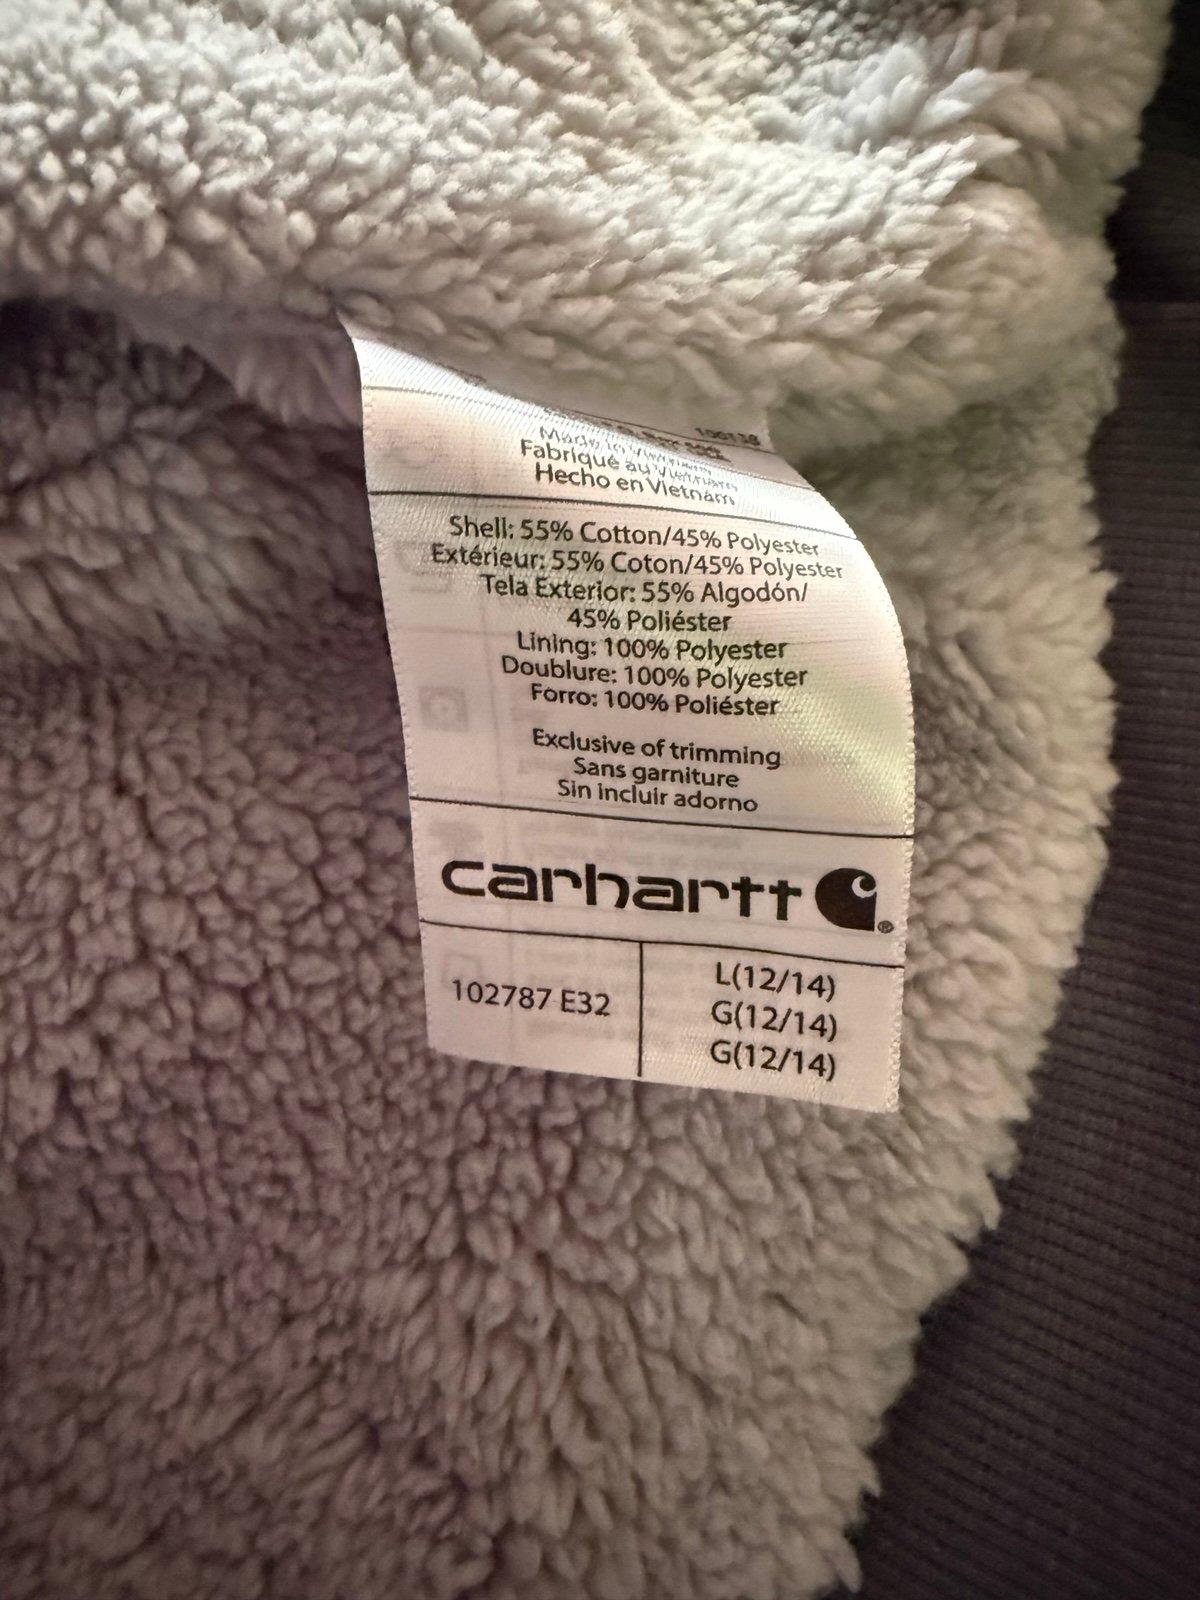 Made in Vietnam
Fabriqué au Vietnam
Hecho en Vietnám
Shell: 55% Cotton/45% Polyester
Extérieur: 55% Coton/45% Polyester
Tela Exterior: 55% Algodón/
45% Poliéster
Lining: 100% Polyester
Doublure: 100% Polyester
Forro: 100% Poliéster
Exclusive of trimming
Sans garniture
Sin incluir adorno
carhartt ®
102787 E32
L(12/14)
G(12/14)
G(12/14)